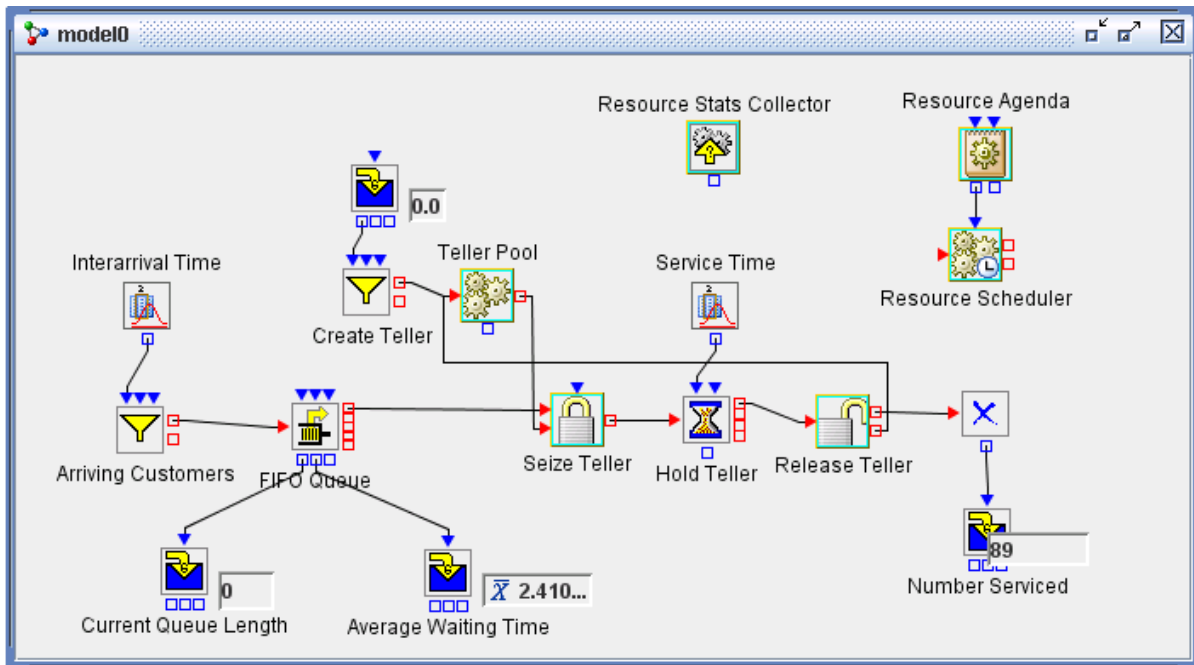 model0
Resource Stats Collector
Resource Agenda
0.0
Teller Pool
Interarrival Time
Service Time
Resource Scheduler
Create Teller
Arriving Customers
FIFO Queue
Seize Teller
Hold Teller
Release Teller
0
X 2.410...
89
Number Serviced
Current Queue Length
Average Waiting Time